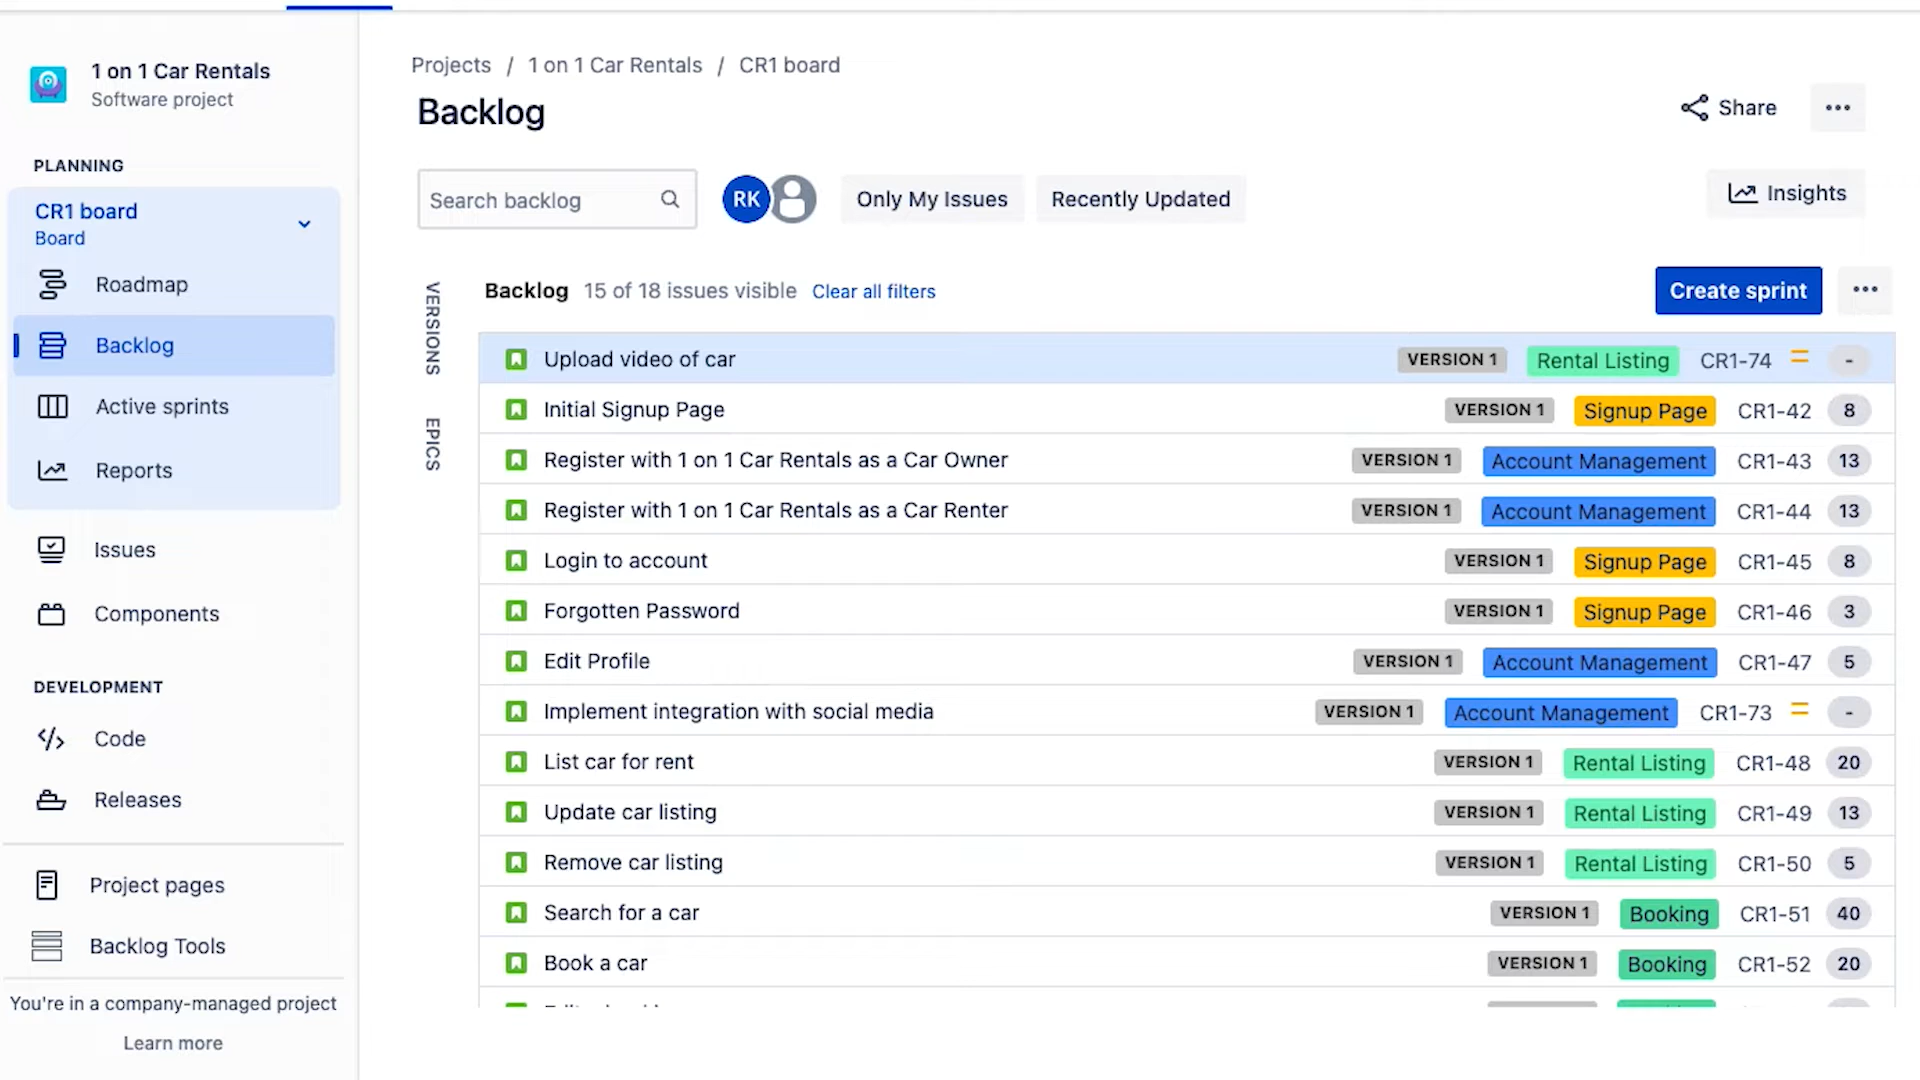 1 on 1 Car Rentals
Software project
PLANNING
CR1 board
Board
Roadmap
Backlog
Active sprints
Reports
Issues
Components
DEVELOPMENT
Code
Releases
Project pages
Backlog Tools
You're in a company-managed project
Learn more
Projects / 1 on 1 Car Rentals / CR1 board
Backlog
Share
Search backlog
RK
Only My Issues
Recently Updated
Insights
VERSIONS
EPICS
Backlog 15 of 18 issues visible Clear all filters
Create sprint
Upload video of car VERSION 1 Rental Listing CR1-74 -
Initial Signup Page VERSION 1 Signup Page CR1-42 8
Register with 1 on 1 Car Rentals as a Car Owner VERSION 1 Account Management CR1-43 13
Register with 1 on 1 Car Rentals as a Car Renter VERSION 1 Account Management CR1-44 13
Login to account VERSION 1 Signup Page CR1-45 8
Forgotten Password VERSION 1 Signup Page CR1-46 3
Edit Profile VERSION 1 Account Management CR1-47 5
Implement integration with social media VERSION 1 Account Management CR1-73 -
List car for rent VERSION 1 Rental Listing CR1-48 20
Update car listing VERSION 1 Rental Listing CR1-49 13
Remove car listing VERSION 1 Rental Listing CR1-50 5
Search for a car VERSION 1 Booking CR1-51 40
Book a car VERSION 1 Booking CR1-52 20